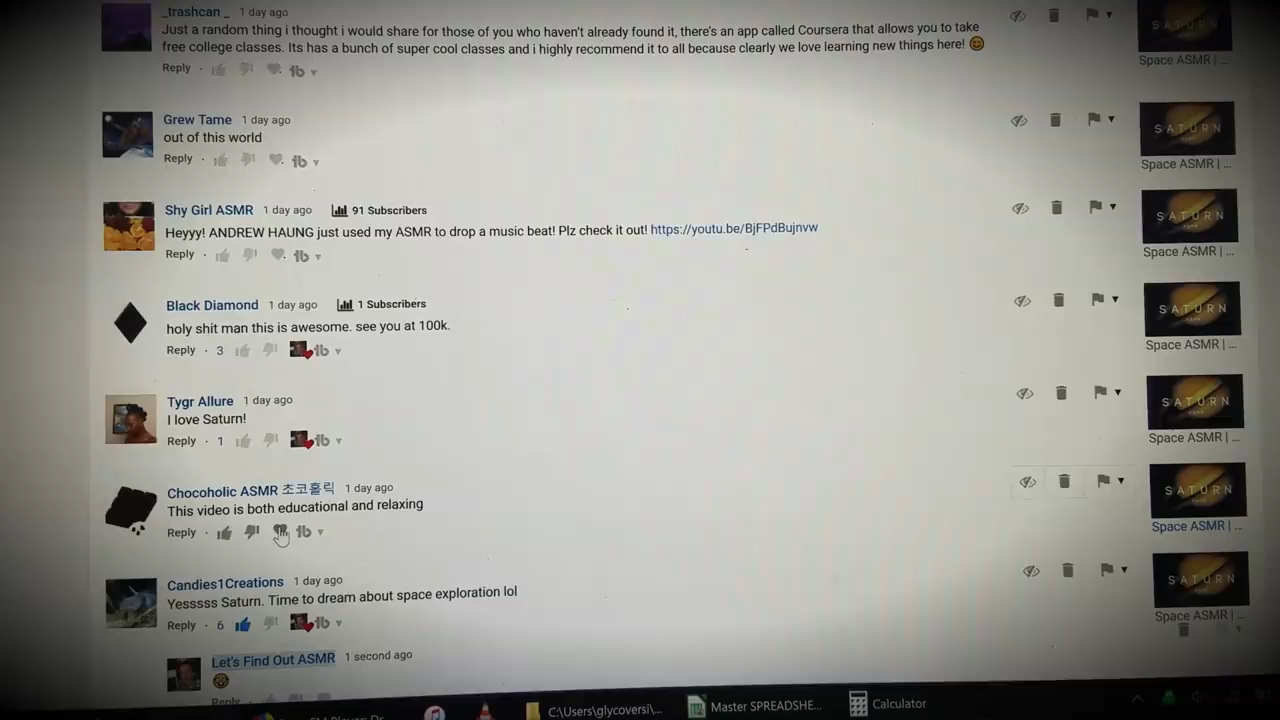 _trashcan _ 1 day ago
Just a random thing i thought i would share for those of you who haven't already found it, there's an app called Coursera that allows you to take
free college classes. Its has a bunch of super cool classes and i highly recommend it to all because clearly we love learning new things here!
Reply
Space ASMR | ...
Grew Tame 1 day ago
out of this world
Reply
SATURN
Space ASMR | ...
Shy Girl ASMR 1 day ago 91 Subscribers
Heyyy! ANDREW HAUNG just used my ASMR to drop a music beat! Plz check it out! https://youtu.be/BjFPdBujnvw
Reply
SATURN
Space ASMR | ...
Black Diamond 1 day ago 1 Subscribers
holy shit man this is awesome. see you at 100k.
Reply · 3
SATURN
Space ASMR | ...
Tygr Allure 1 day ago
I love Saturn!
Reply · 1
SATURN
Space ASMR | ...
Chocoholic ASMR 초코홀릭 1 day ago
This video is both educational and relaxing
Reply
SATURN
Space ASMR | ...
Candies1Creations 1 day ago
Yesssss Saturn. Time to dream about space exploration lol
Reply · 6
SATURN
Space ASMR | ...
Let's Find Out ASMR 1 second ago
Reply
C:\Users\glycoversi\... Master SPREADSHE... Calculator